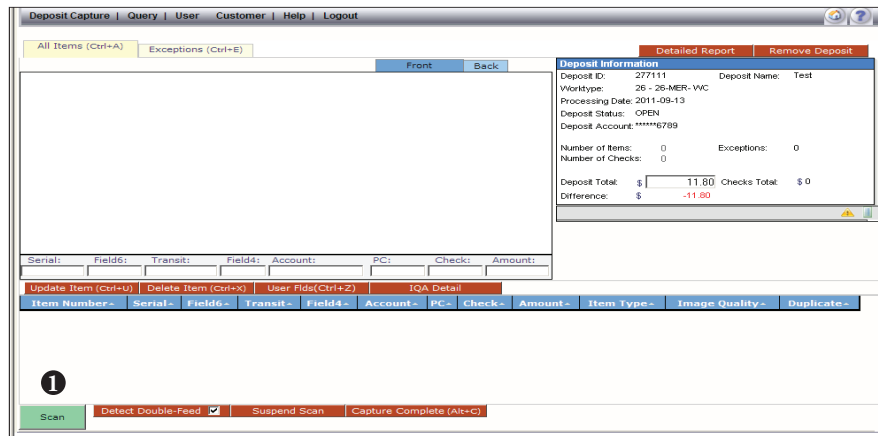 Deposit Capture | Query | User Customer | Help | Logout ?
All Items (Ctrl+A) Exceptions (Ctrl+E) Detailed Report Remove Deposit
Front Back
Deposit Information
Deposit ID: 277111 Deposit Name: Test
Worktype: 26 - 26-MER- WC
Processing Date: 2011-09-13
Deposit Status: OPEN
Deposit Account: ******6789
Number of Items: 0 Exceptions: 0
Number of Checks: 0
Deposit Total: $ 11.80 Checks Total: $ 0
Difference: $ -11.80
Serial: Field6: Transit: Field4: Account: PC: Check: Amount:
Update Item (Ctrl+U) Delete Item (Ctrl+X) User Flds(Ctrl+Z) IQA Detail
Item Number Serial Field6 Transit Field4 Account PC Check Amount Item Type Image Quality Duplicate
1
Scan Detect Double-Feed Suspend Scan Capture Complete (Alt+C)